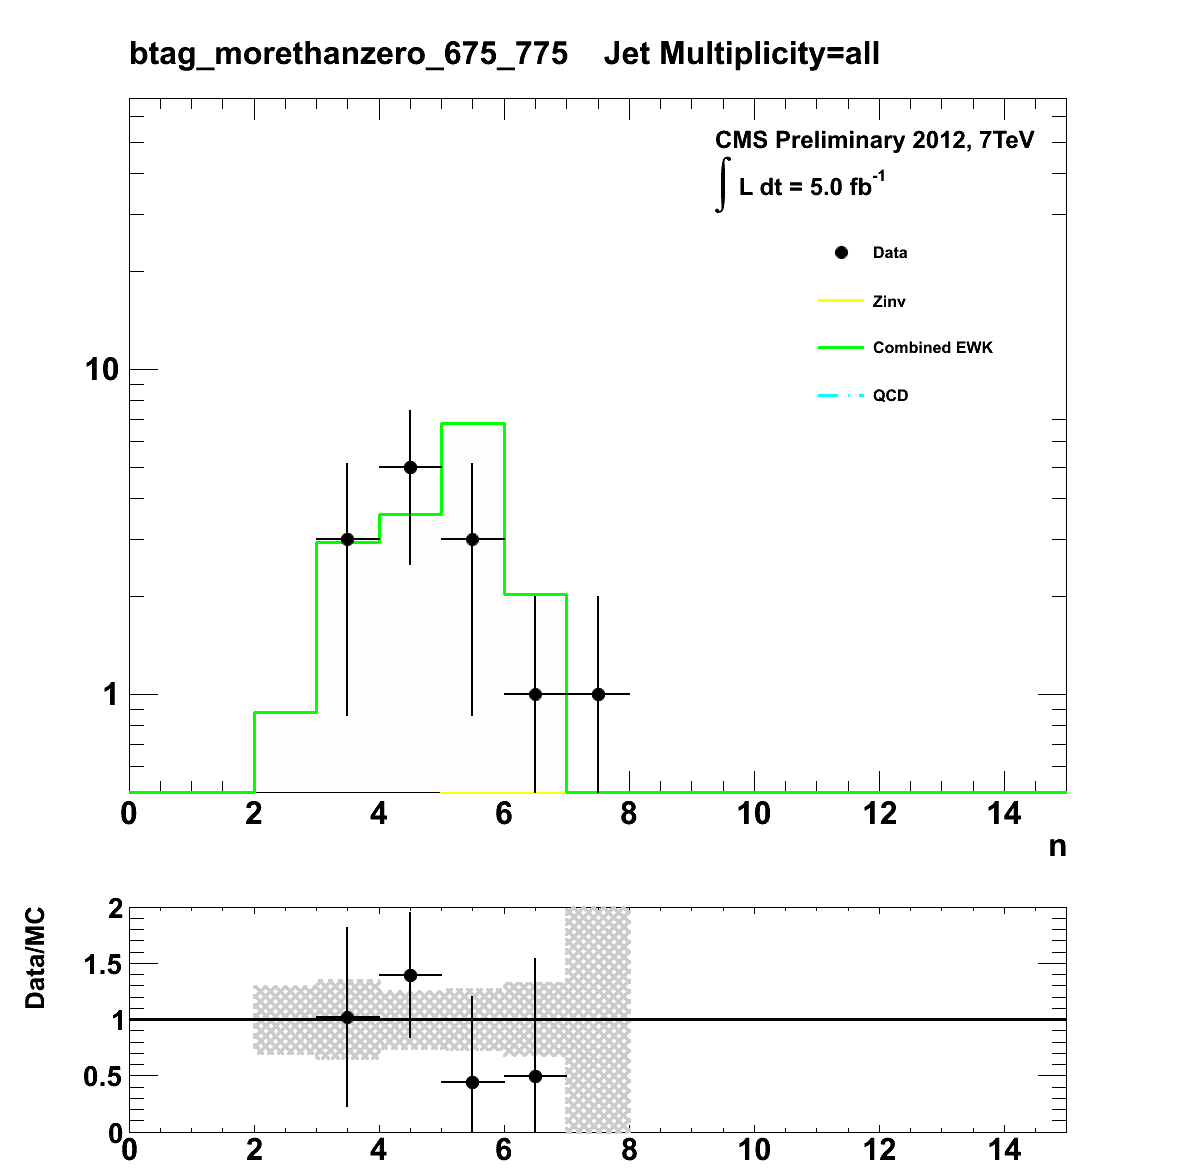 btag_morethanzero_675_775    Jet Multiplicity=all
CMS Preliminary 2012, 7TeV
∫ L dt = 5.0 fb⁻¹
Data
Zinv
Combined EWK
QCD
10
1
0 2 4 6 8 10 12 14
n
Data/MC
2
1.5
1
0.5
0
0 2 4 6 8 10 12 14